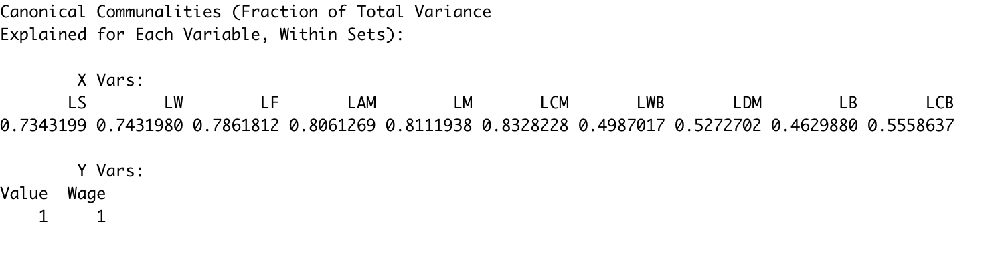 Canonical Communalities (Fraction of Total Variance
Explained for Each Variable, Within Sets):
X Vars:
LS LW LF LAM LM LCM LWB LDM LB LCB
0.7343199 0.7431980 0.7861812 0.8061269 0.8111938 0.8328228 0.4987017 0.5272702 0.4629880 0.5558637
Y Vars:
Value Wage
1 1